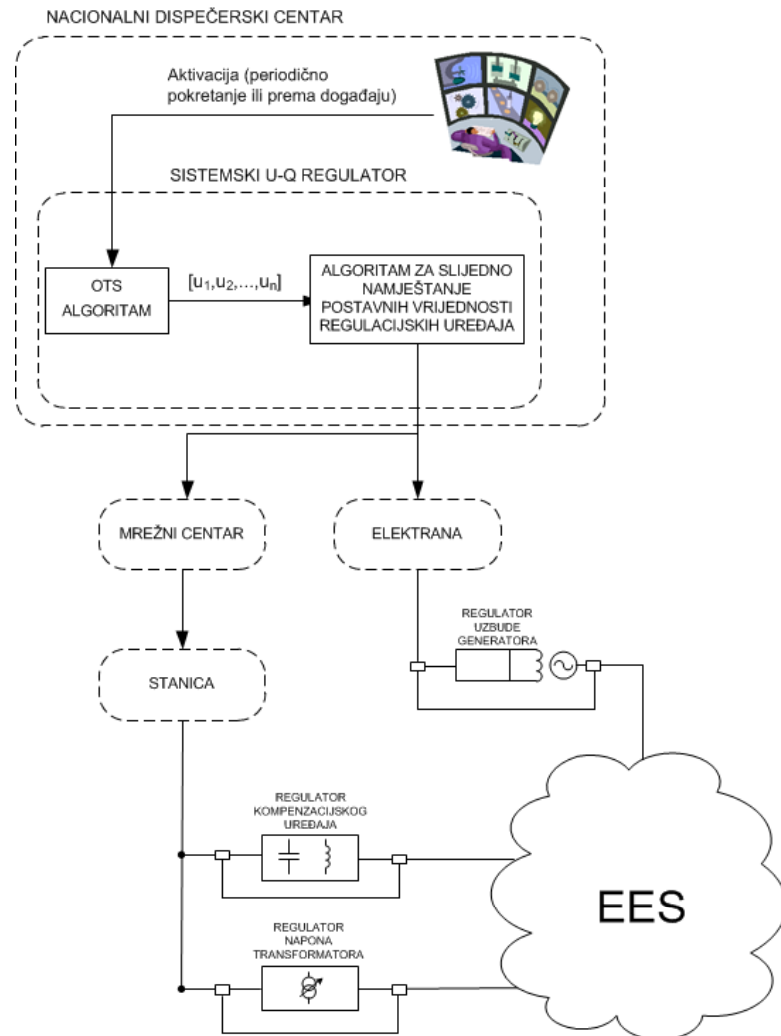 NACIONALNI DISPEČERSKI CENTAR
Aktivacija (periodično
pokretanje ili prema događaju)
SISTEMSKI U-Q REGULATOR
OTS
ALGORITAM
[u₁,u₂,...,uₙ]
ALGORITAM ZA SLIJEDNO
NAMJEŠTANJE
POSTAVNIH VRIJEDNOSTI
REGULACIJSKIH UREĐAJA
MREŽNI CENTAR
ELEKTRANA
REGULATOR
UZBUDE
GENERATORA
STANICA
REGULATOR
KOMPENZACIJSKOG
UREĐAJA
EES
REGULATOR
NAPONA
TRANSFORMATORA